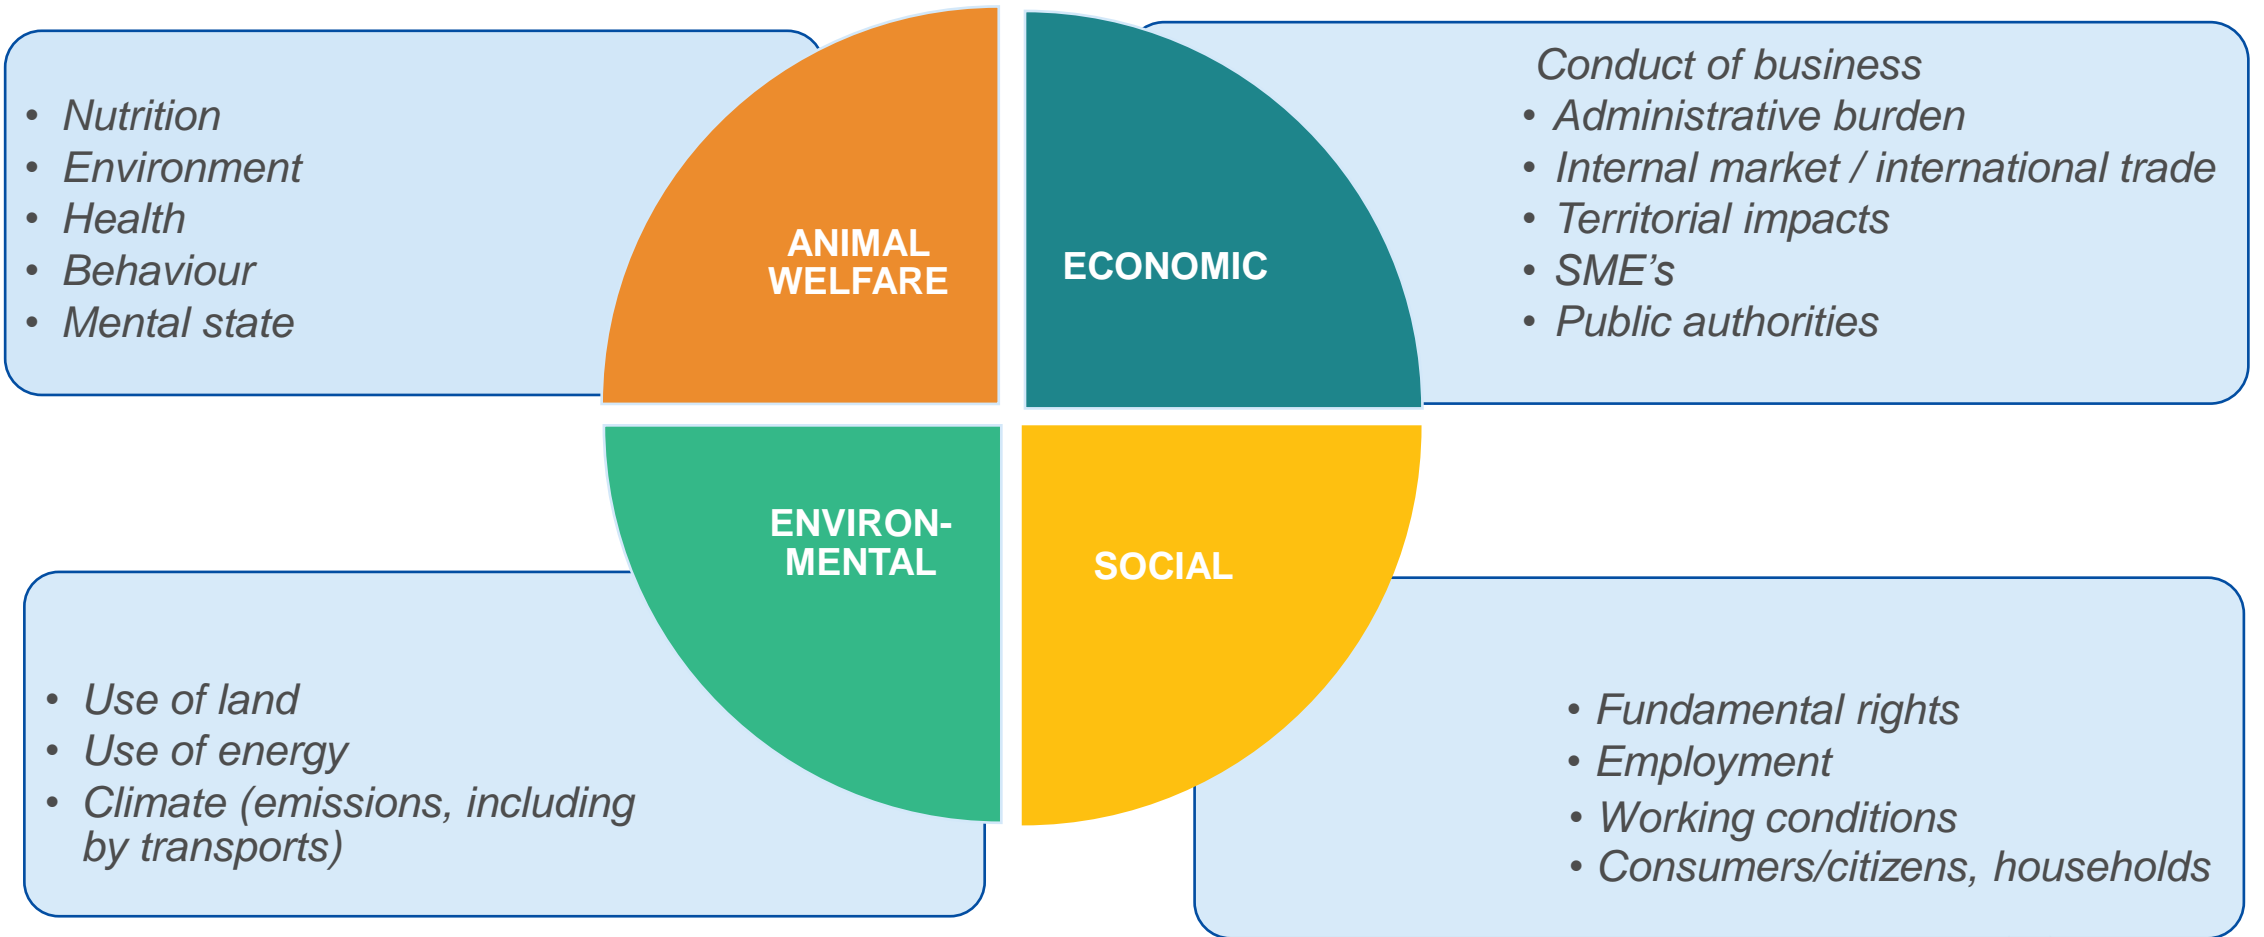 • Nutrition
• Environment
• Health
• Behaviour
• Mental state
ANIMAL
WELFARE
ECONOMIC
Conduct of business
• Administrative burden
• Internal market / international trade
• Territorial impacts
• SME’s
• Public authorities
ENVIRON-
MENTAL
• Use of land
• Use of energy
• Climate (emissions, including
by transports)
SOCIAL
• Fundamental rights
• Employment
• Working conditions
• Consumers/citizens, households